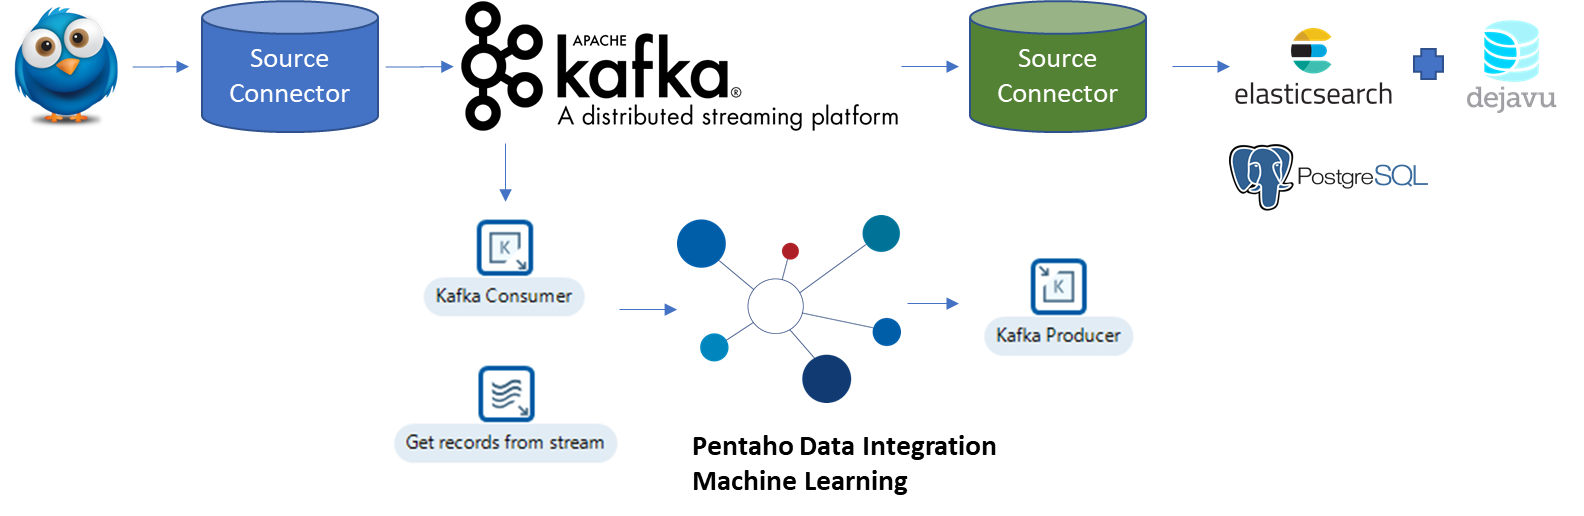 Source
Connector
APACHE
kafka®
A distributed streaming platform
Source
Connector
elasticsearch
dejavu
PostgreSQL
K
Kafka Consumer
K
Kafka Producer
Get records from stream
Pentaho Data Integration
Machine Learning